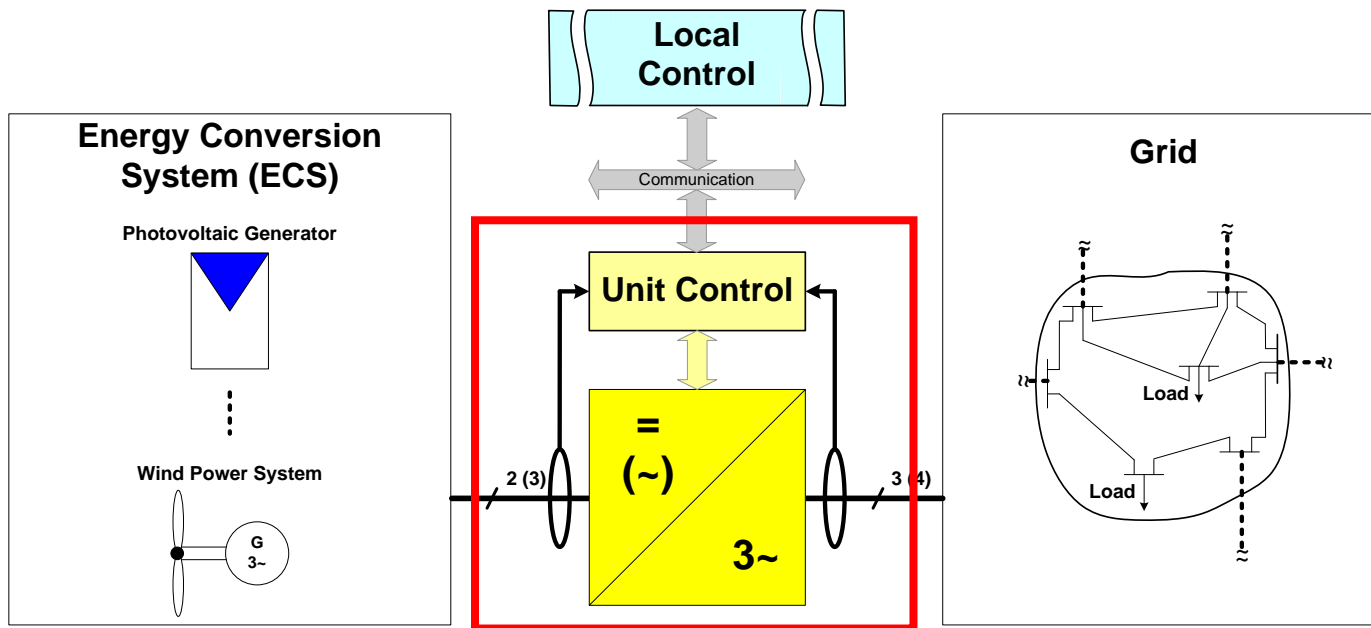 Local
Control
Energy Conversion
System (ECS)
Grid
Communication
Photovoltaic Generator
Unit Control
Load
=
(~)
Wind Power System
2 (3)
3 (4)
Load
G
3~
3~